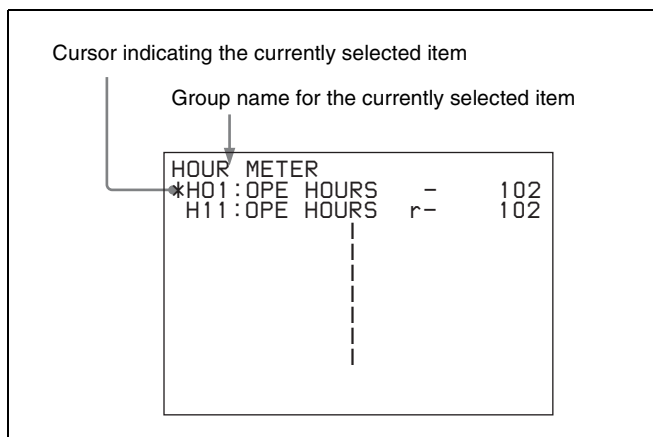 Cursor indicating the currently selected item
Group name for the currently selected item
HOUR METER
*H01:OPE HOURS - 102
H11:OPE HOURS r- 102